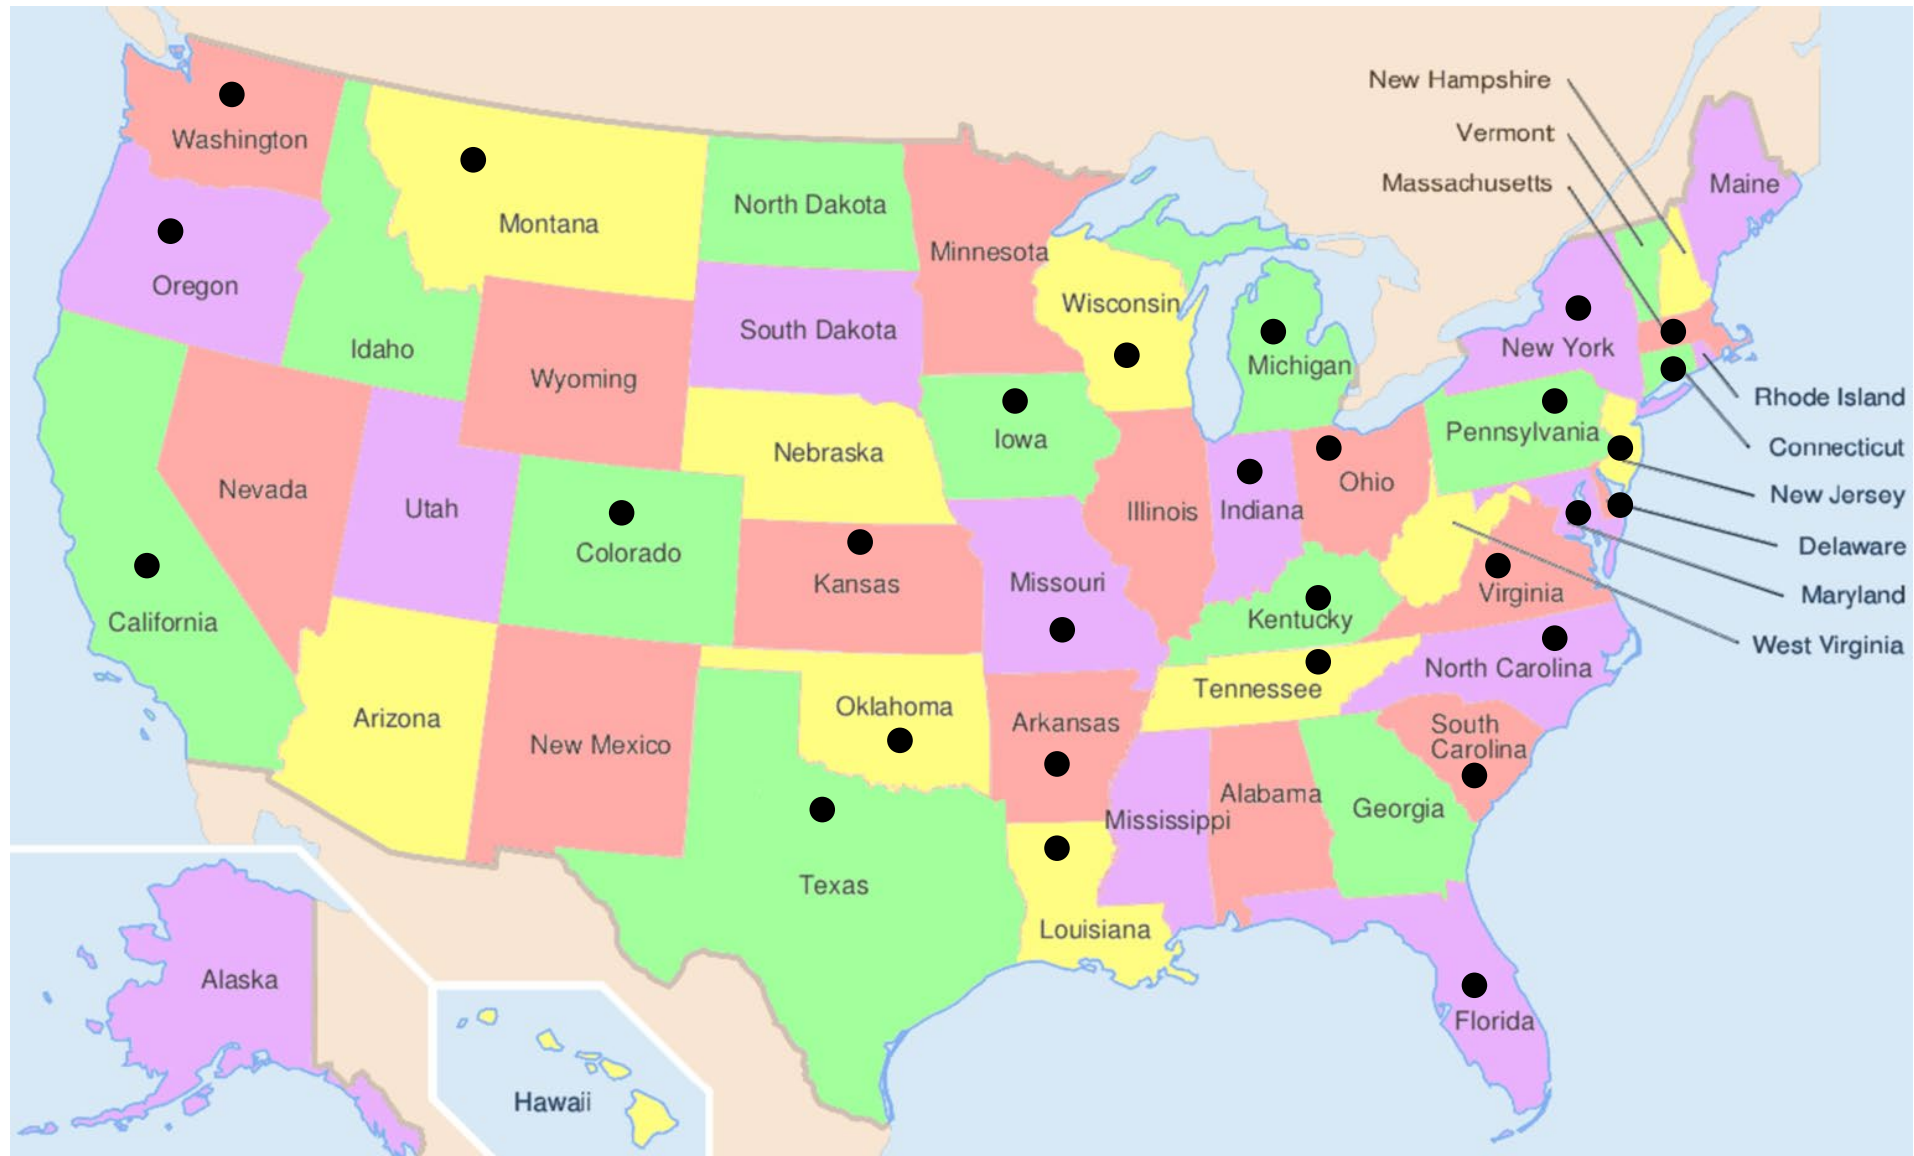 New Hampshire
Vermont
Massachusetts
Washington
Montana
North Dakota
Minnesota
Maine
Oregon
Idaho
Wyoming
South Dakota
Wisconsin
Michigan
New York
Rhode Island
Connecticut
New Jersey
Delaware
Maryland
West Virginia
Nevada
Utah
Colorado
Nebraska
Kansas
Iowa
Missouri
Illinois
Indiana
Ohio
Pennsylvania
Kentucky
Virginia
California
Arizona
New Mexico
Oklahoma
Arkansas
Tennessee
North Carolina
South
Carolina
Texas
Louisiana
Mississippi
Alabama
Georgia
Florida
Alaska
Hawaii